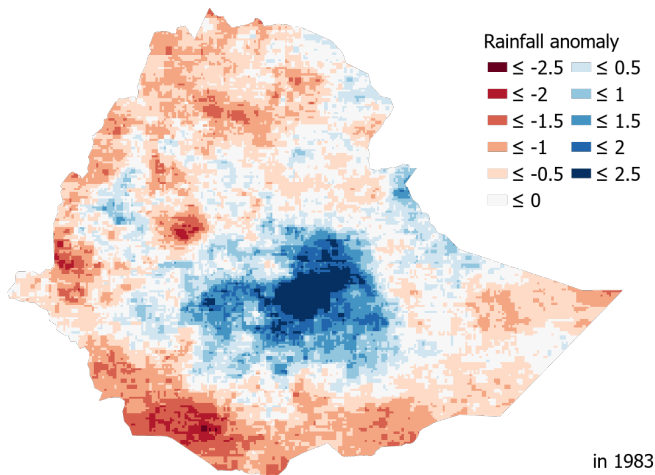 Rainfall anomaly
≤ -2.5 ≤ 0.5
≤ -2 ≤ 1
≤ -1.5 ≤ 1.5
≤ -1 ≤ 2
≤ -0.5 ≤ 2.5
≤ 0
in 1983